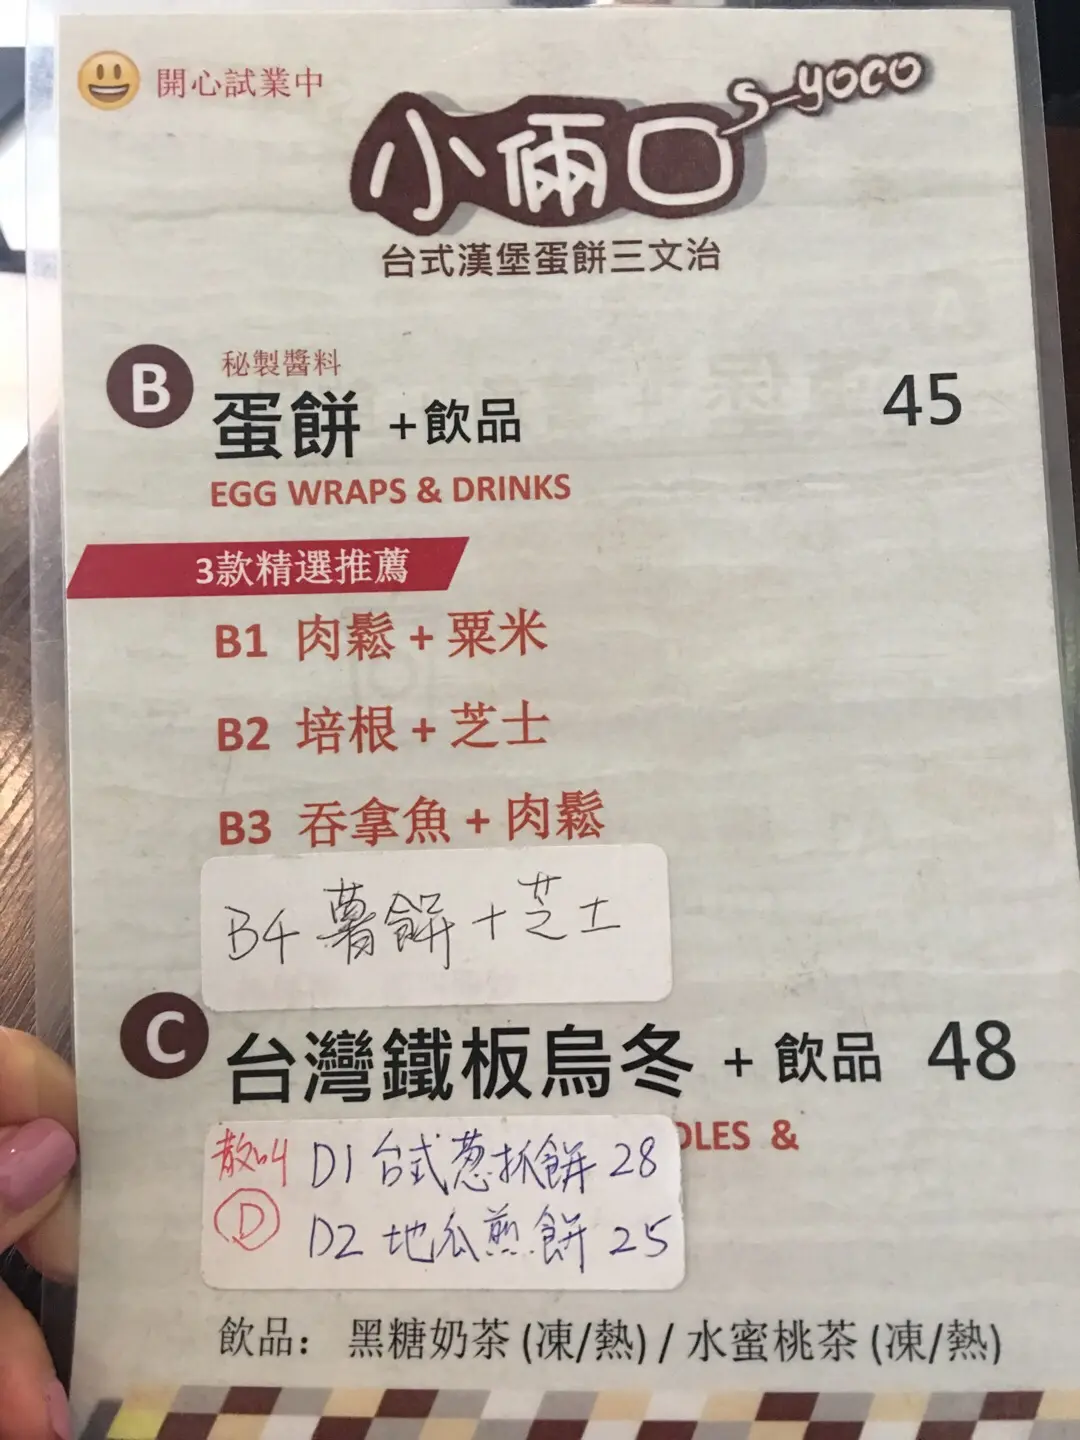 開心試業中
小倆口 s-yoco
台式漢堡蛋餅三文治
B
秘製醬料
蛋餅 +飲品 45
EGG WRAPS & DRINKS
3款精選推薦
B1 肉鬆 + 粟米
B2 培根 + 芝士
B3 吞拿魚 + 肉鬆
B4 薯餅 + 芝士
C 台灣鐵板烏冬 + 飲品 48
DLES &
散叫 D1 台式葱抓餅 28
D D2 地瓜煎餅 25
飲品： 黑糖奶茶 (凍/熱) / 水蜜桃茶 (凍/熱)